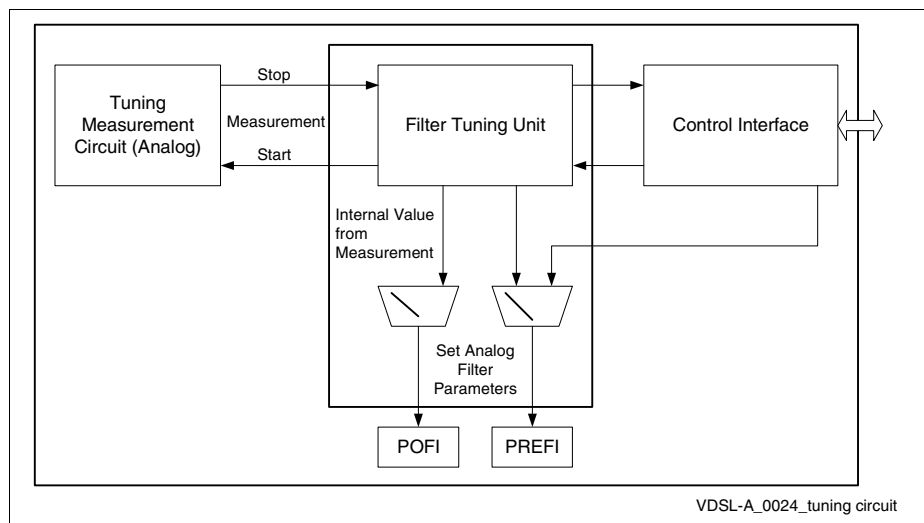 Tuning
Measurement
Circuit (Analog)
Stop
Measurement
Start
Filter Tuning Unit
Control Interface
Internal Value
from
Measurement
Set Analog
Filter
Parameters
POFI
PREFI
VDSL-A_0024_tuning circuit